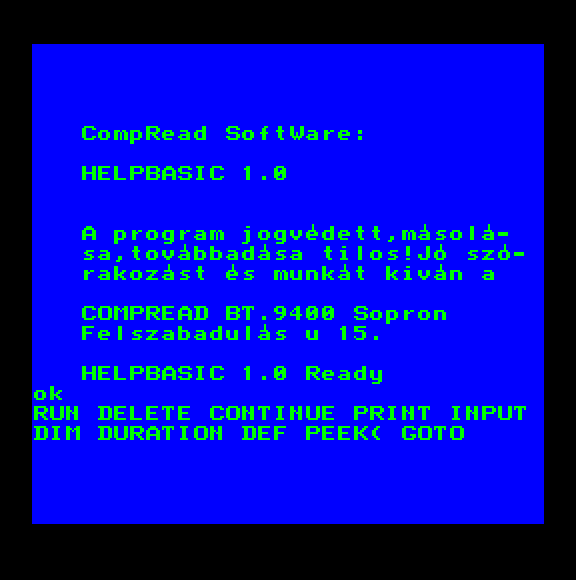 CompRead SoftWare:
HELPBASIC 1.0
A program jogvédett,másolá-
sa,továbbadása tilos!Jó szó-
rakozást és munkát kiván a
COMPREAD BT.9400 Sopron
Felszabadulás u 15.
HELPBASIC 1.0 Ready
ok
RUN DELETE CONTINUE PRINT INPUT
DIM DURATION DEF PEEK( GOTO